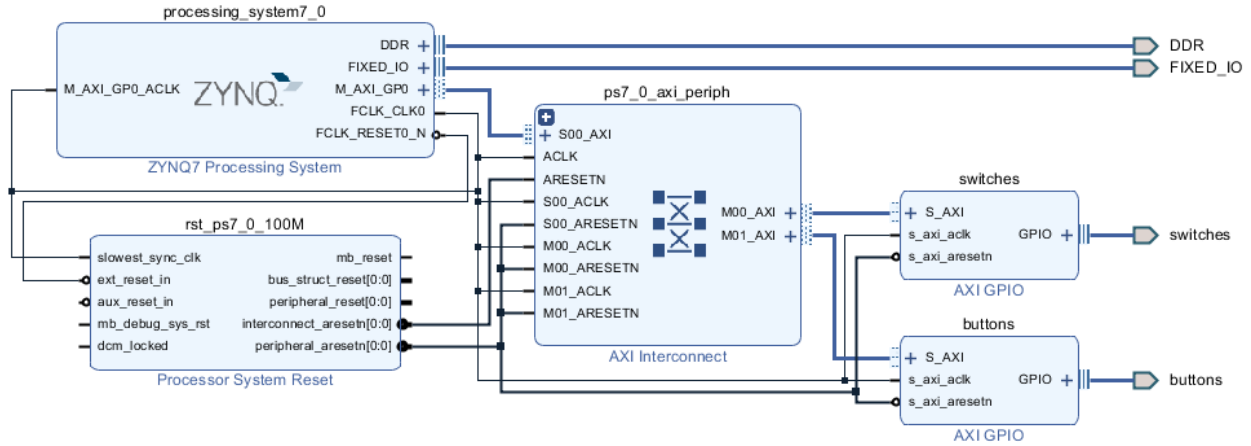 processing_system7_0
DDR
FIXED_IO
M_AXI_GP0_ACLK
ZYNQ
M_AXI_GP0
FCLK_CLK0
FCLK_RESET0_N
ZYNQ7 Processing System
DDR
FIXED_IO
rst_ps7_0_100M
slowest_sync_clk
ext_reset_in
aux_reset_in
mb_debug_sys_rst
dcm_locked
mb_reset
bus_struct_reset[0:0]
peripheral_reset[0:0]
interconnect_aresetn[0:0]
peripheral_aresetn[0:0]
Processor System Reset
ps7_0_axi_periph
S00_AXI
ACLK
ARESETN
S00_ACLK
S00_ARESETN
M00_ACLK
M00_ARESETN
M01_ACLK
M01_ARESETN
M00_AXI
M01_AXI
AXI Interconnect
switches
S_AXI
s_axi_aclk
s_axi_aresetn
GPIO
AXI GPIO
switches
buttons
S_AXI
s_axi_aclk
s_axi_aresetn
GPIO
AXI GPIO
buttons